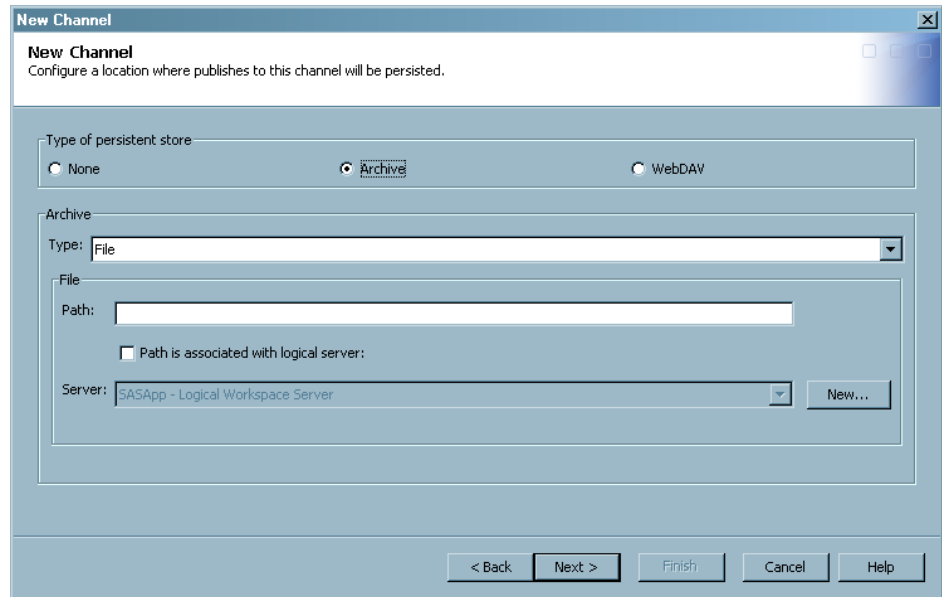 New Channel
New Channel
Configure a location where publishes to this channel will be persisted.
Type of persistent store
None
Archive
WebDAV
Archive
Type: File
File
Path:
Path is associated with logical server:
Server: SASApp - Logical Workspace Server
New...
< Back
Next >
Finish
Cancel
Help